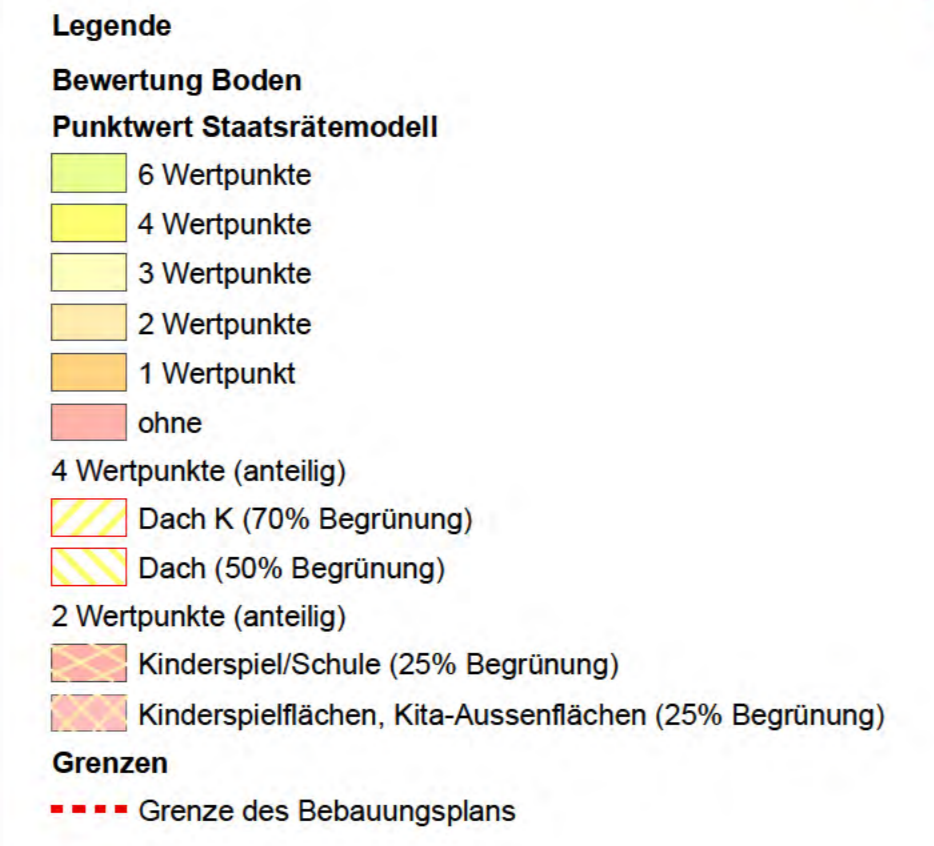 Legende
Bewertung Boden
Punktwert Staatsrätemodell
6 Wertpunkte
4 Wertpunkte
3 Wertpunkte
2 Wertpunkte
1 Wertpunkt
ohne
4 Wertpunkte (anteilig)
Dach K (70% Begrünung)
Dach (50% Begrünung)
2 Wertpunkte (anteilig)
Kinderspiel/Schule (25% Begrünung)
Kinderspielflächen, Kita-Aussenflächen (25% Begrünung)
Grenzen
Grenze des Bebauungsplans